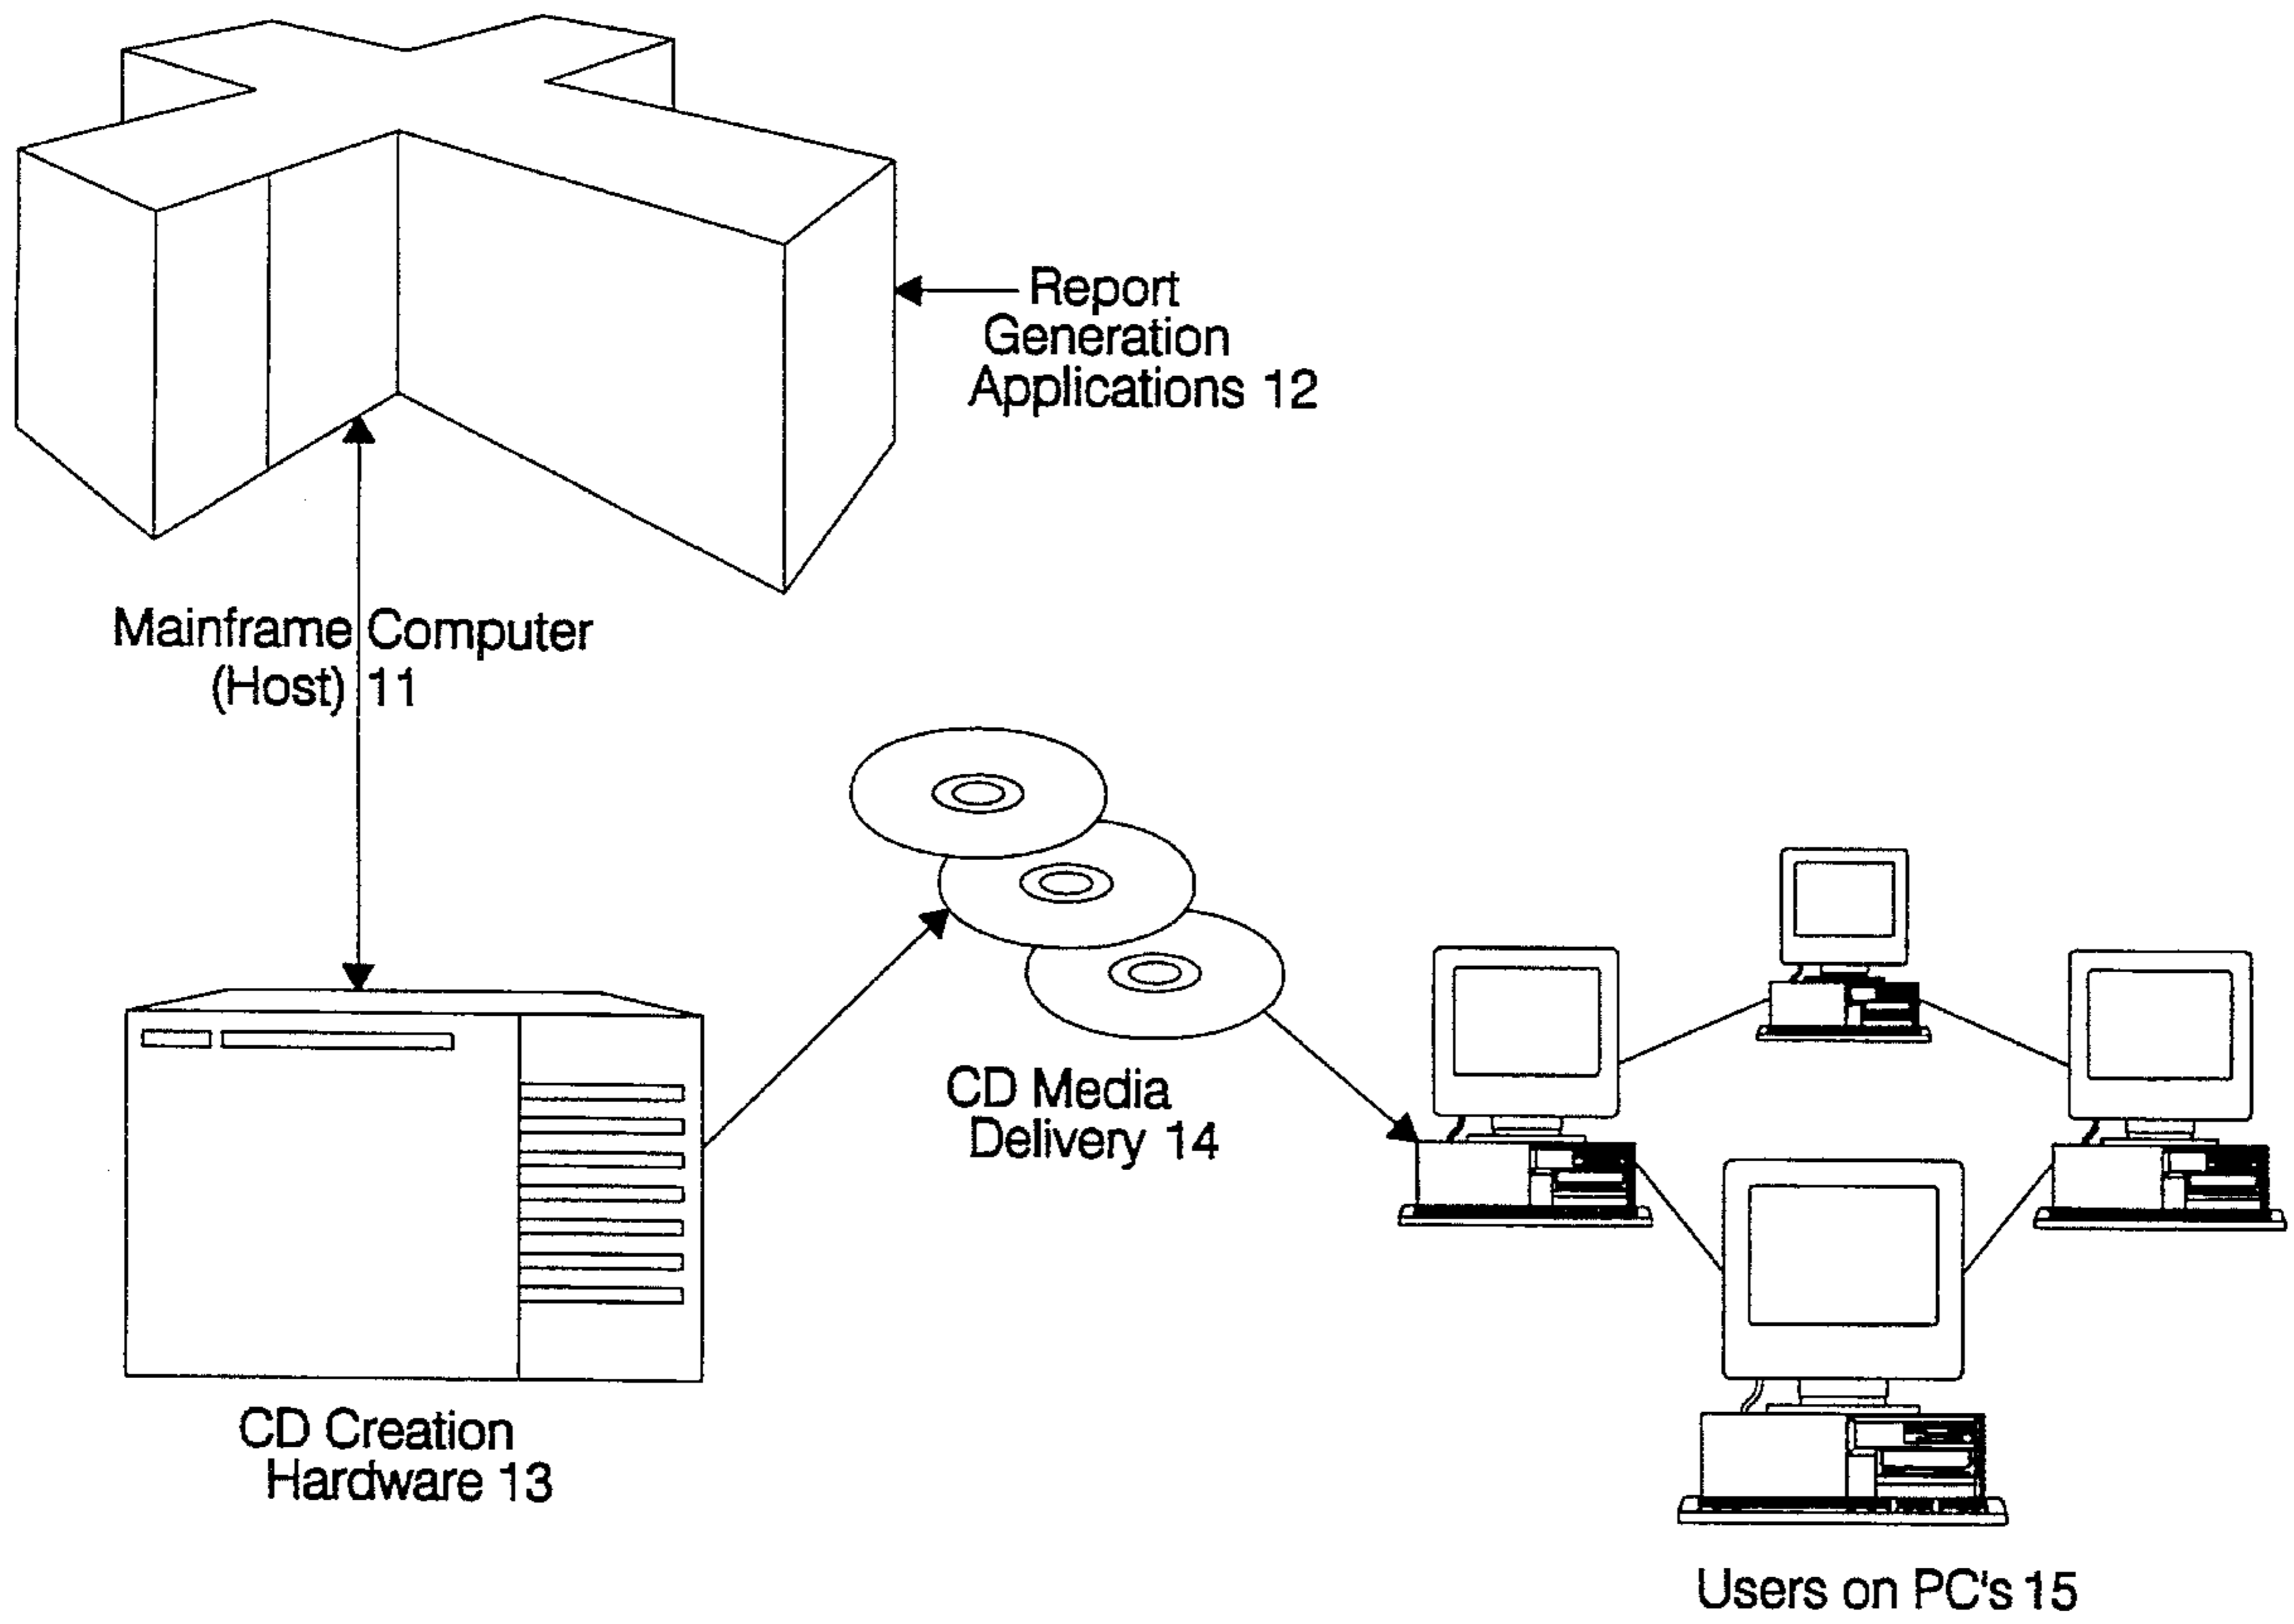 Report
Generation
Applications 12
Mainframe Computer
(Host) 11
CD Media
Delivery 14
CD Creation
Hardware 13
Users on PC's 15